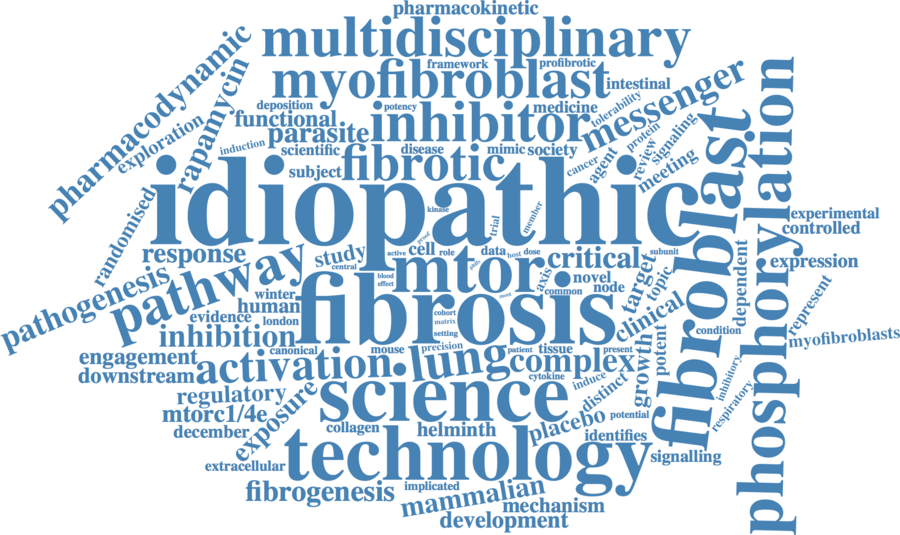 pharmacokinetic
multidisciplinary
framework
profibrotic
myofibroblast
intestinal
pharmacodynamic
exploration
rapamycin
deposition
functional
potency
inhibitor
medicine
tolerability
messenger
parasite
induction
scientific
disease
mimic
society
cancer
agent
protein
review
signaling
meeting
subject
fibrotic
idiopathic
kinase
trial
member
proof
fibroblast
phosphorylation
experimental
controlled
randomised
response
pathway
study
central
active
cell
role
data
host
dose
axis
critical
subunit
target
topic
dependent
expression
mtor
blood
effect
novel
node
common
most
pathogenesis
winter
human
evidence
london
fibrosis
cohort
matrix
setting
clinical
condition
represent
myofibroblasts
inhibition
canonical
mouse
precision
patient
tissue
present
potent
growth
engagement
downstream
activation
lung
complex
cytokine
induce
distinct
inhibitory
respiratory
regulatory
exposure
science
mtorc1/4e
placebo
potential
december
collagen
helminth
identifies
technology
signalling
extracellular
fibrogenesis
implicated
mammalian
mechanism
development